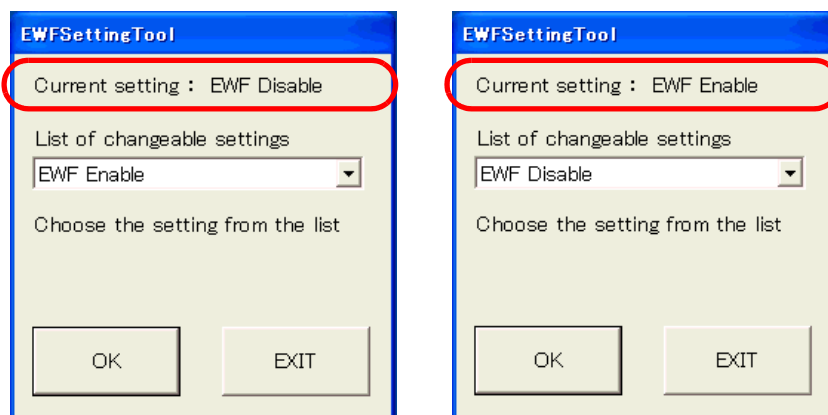 EWFSettingTool
Current setting : EWF Disable
List of changeable settings
EWF Enable
Choose the setting from the list
OK
EXIT
EWFSettingTool
Current setting : EWF Enable
List of changeable settings
EWF Disable
Choose the setting from the list
OK
EXIT